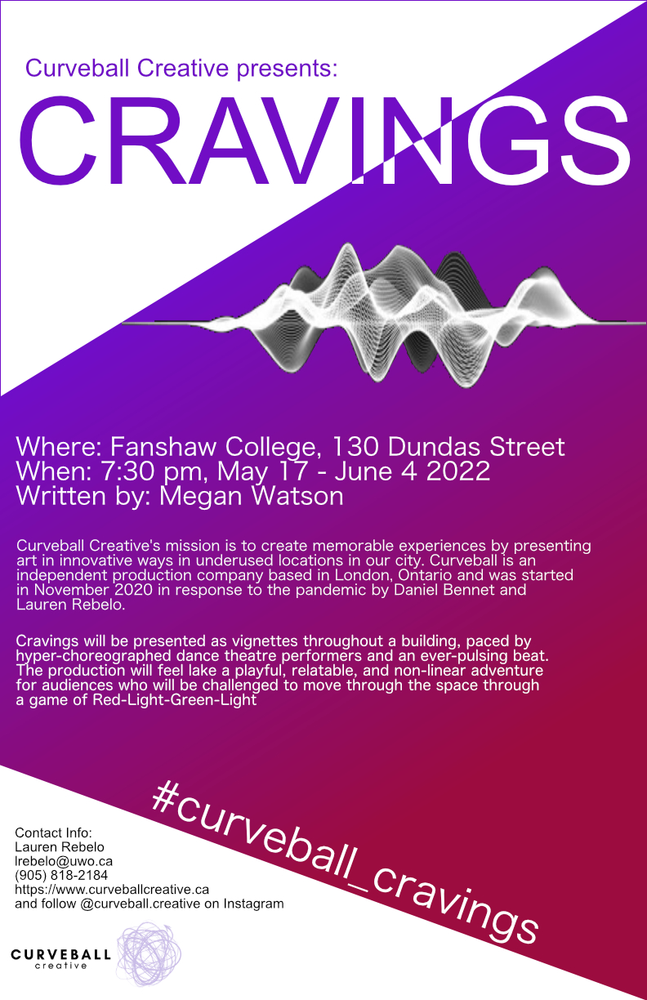 Curveball Creative presents:
CRAVINGS
Where: Fanshaw College, 130 Dundas Street
When: 7:30 pm, May 17 - June 4 2022
Written by: Megan Watson
Curveball Creative's mission is to create memorable experiences by presenting
art in innovative ways in underused locations in our city. Curveball is an
independent production company based in London, Ontario and was started
in November 2020 in response to the pandemic by Daniel Bennet and
Lauren Rebelo.
Cravings will be presented as vignettes throughout a building, paced by
hyper-choreographed dance theatre performers and an ever-pulsing beat.
The production will feel lake a playful, relatable, and non-linear adventure
for audiences who will be challenged to move through the space through
a game of Red-Light-Green-Light
#curveball_cravings
Contact Info:
Lauren Rebelo
lrebelo@uwo.ca
(905) 818-2184
https://www.curveballcreative.ca
and follow @curveball.creative on Instagram
CURVEBALL
creative